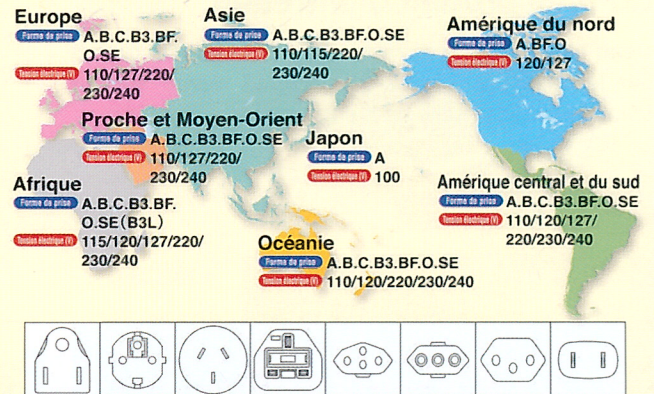 Europe
Forme de prise A.B.C.B3.BF.
O.SE
Tension électrique (V) 110/127/220/
230/240
Asie
Forme de prise A.B.C.B3.BF.O.SE
Tension électrique (V) 110/115/220/
230/240
Amérique du nord
Forme de prise A.BF.O
Tension électrique (V) 120/127
Proche et Moyen-Orient
Forme de prise A.B.C.B3.BF.O.SE
Tension électrique (V) 110/127/220/
230/240
Japon
Forme de prise A
Tension électrique (V) 100
Afrique
Forme de prise A.B.C.B3.BF.
O.SE(B3L)
Tension électrique (V) 115/120/127/220/
230/240
Amérique central et du sud
Forme de prise A.B.C.B3.BF.O.SE
Tension électrique (V) 110/120/127/
220/230/240
Océanie
Forme de prise A.B.C.B3.BF.O.SE
Tension électrique (V) 110/120/220/230/240